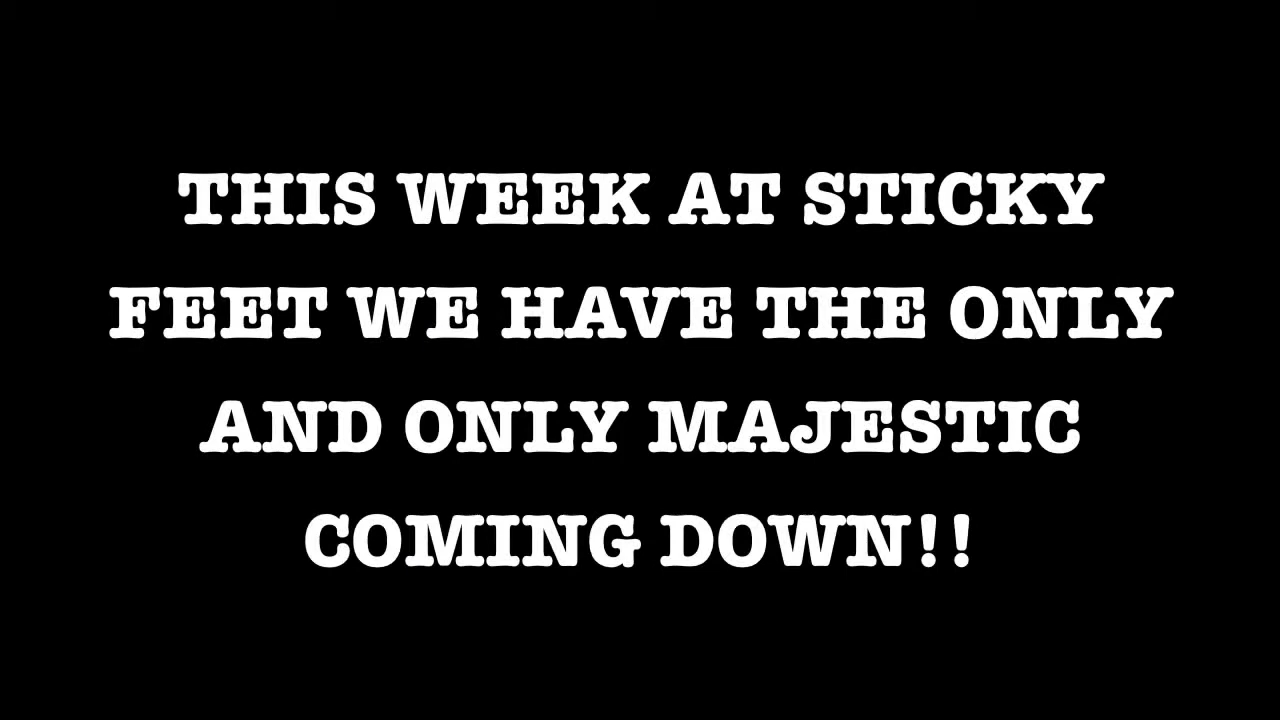 THIS WEEK AT STICKY
FEET WE HAVE THE ONLY
AND ONLY MAJESTIC
COMING DOWN!!